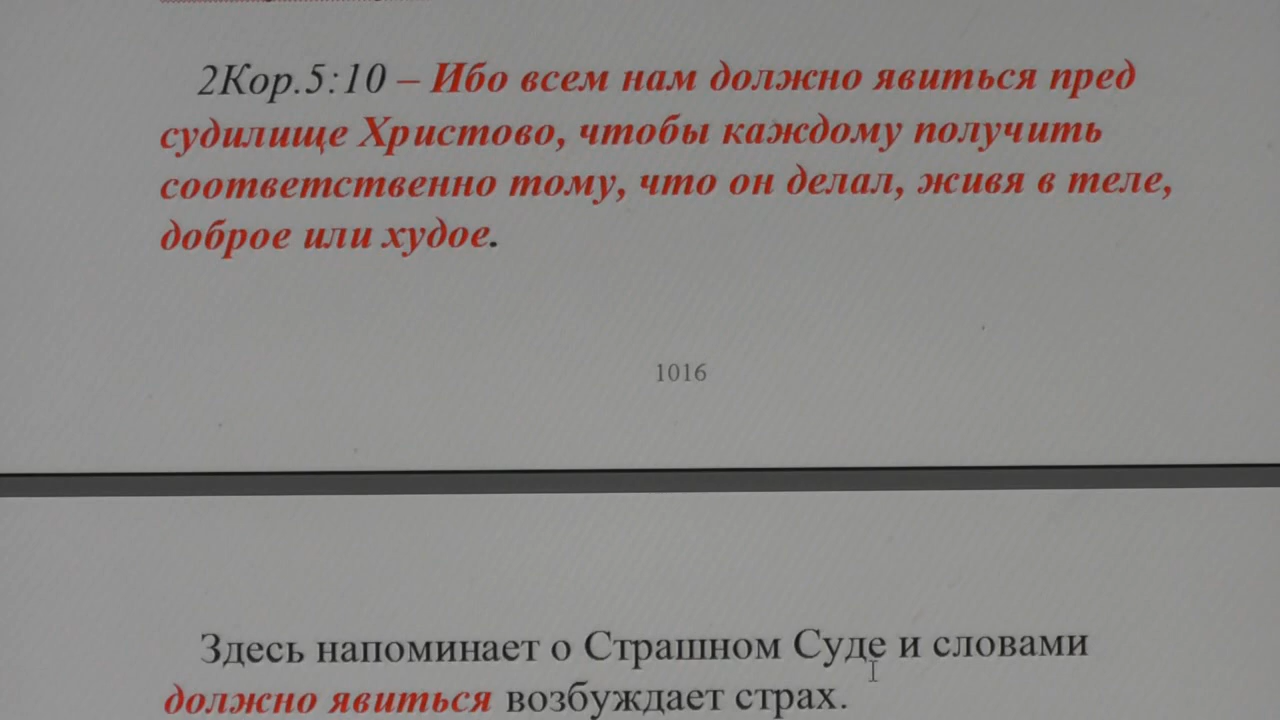 2Кор.5:10 – Ибо всем нам должно явиться пред
судилище Христово, чтобы каждому получить
соответственно тому, что он делал, живя в теле,
доброе или худое.
1016
Здесь напоминает о Страшном Суде и словами
должно явиться возбуждает страх.